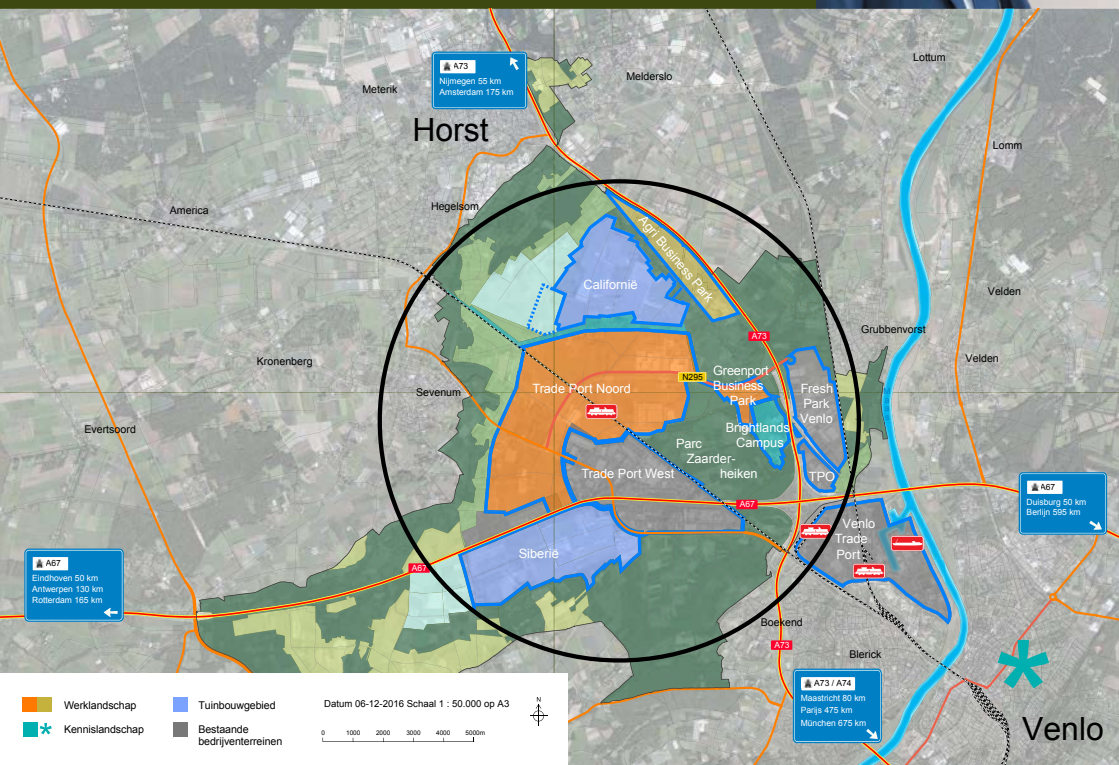 Lottum
A73
Nijmegen 55 km
Amsterdam 175 km
Melderslo
Meterik
Horst
Lomm
America
Hegelsom
Agri Business Park
Californië
Velden
Grubbenvorst
A73
Velden
Kronenberg
Greenport
Business
Park
N295
Trade Port Noord
Fresh
Park
Venlo
Sevenum
Brightlands
Campus
Evertsoord
Parc
Zaarder-
heiken
Trade Port West
TPO
A67
A67
Duisburg 50 km
Berlijn 595 km
Venlo
Trade
Port
Siberië
A67
A67
Eindhoven 50 km
Antwerpen 130 km
Rotterdam 165 km
Boekend
A73
Blerick
A73 / A74
Maastricht 80 km
Parijs 475 km
München 675 km
Venlo
Werklandschap
Kennislandschap
Tuinbouwgebied
Bestaande
bedrijventerreinen
Datum 06-12-2016 Schaal 1 : 50.000 op A3
N
0 1000 2000 3000 4000 5000m